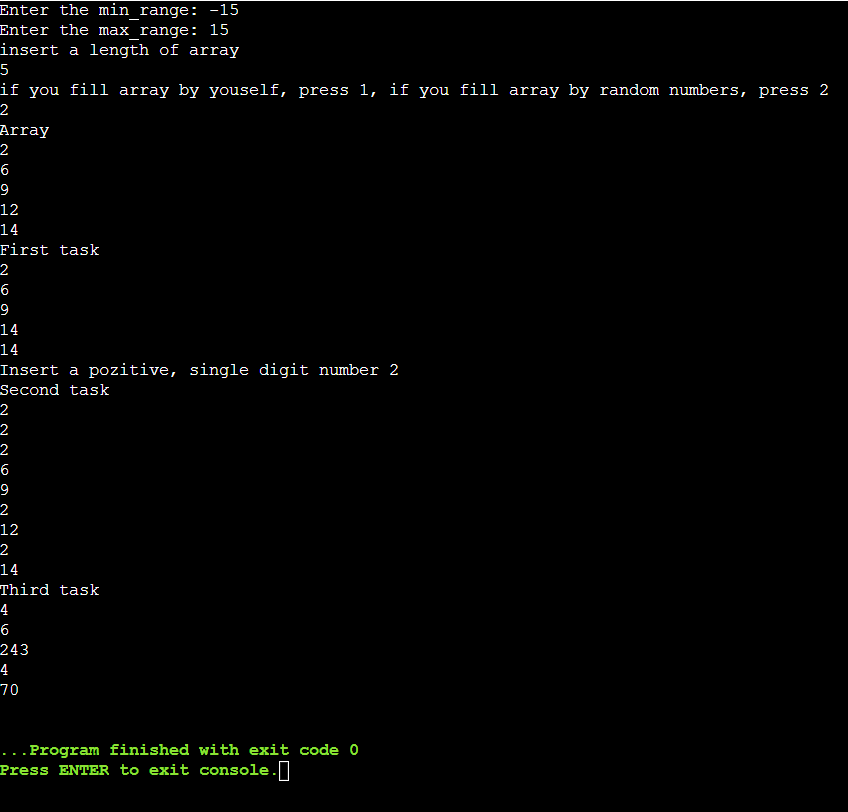 Enter the min_range: -15
Enter the max_range: 15
insert a length of array
5
if you fill array by youself, press 1, if you fill array by random numbers, press 2
2
Array
2
6
9
12
14
First task
2
6
9
14
14
Insert a pozitive, single digit number 2
Second task
2
2
2
6
9
2
12
2
14
Third task
4
6
243
4
70
...Program finished with exit code 0
Press ENTER to exit console.